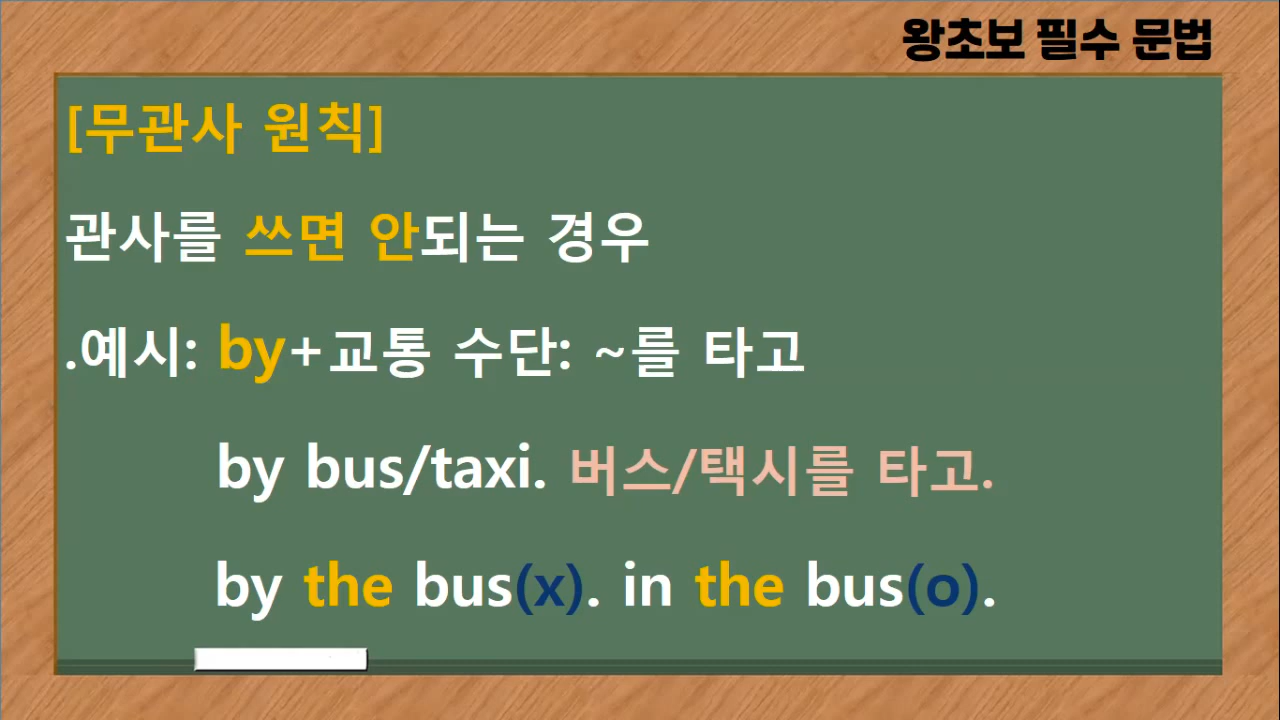 왕초보 필수 문법
[무관사 원칙]
관사를 쓰면 안되는 경우
.예시: by+교통 수단: ~를 타고
by bus/taxi. 버스/택시를 타고.
by the bus(x). in the bus(o).